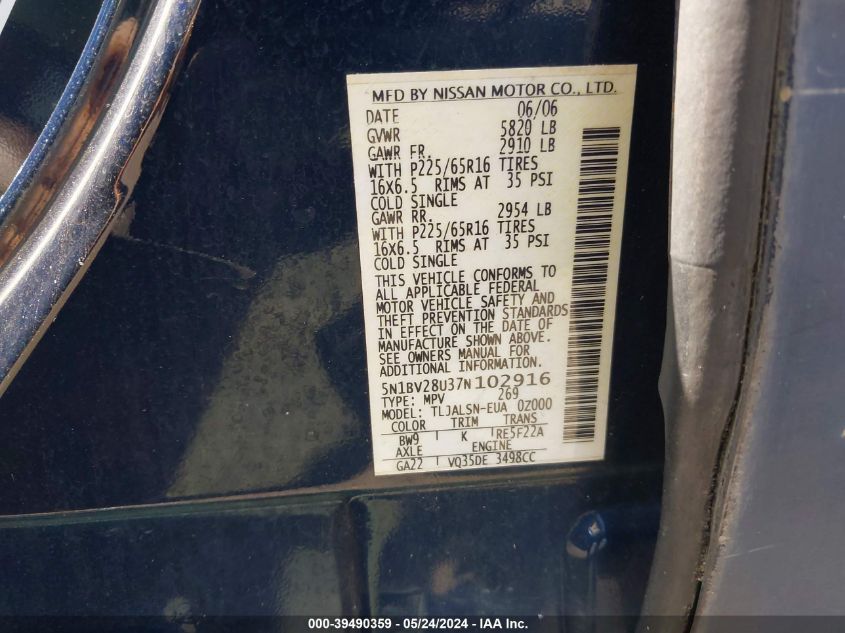 MFD BY NISSAN MOTOR CO., LTD.
DATE 06/06
GVWR 5820 LB
GAWR FR. 2910 LB
WITH P225/65R16 TIRES
16X6.5 RIMS AT 35 PSI
COLD SINGLE
GAWR RR. 2954 LB
WITH P225/65R16 TIRES
16X6.5 RIMS AT 35 PSI
COLD SINGLE
THIS VEHICLE CONFORMS TO
ALL APPLICABLE FEDERAL
MOTOR VEHICLE SAFETY AND
THEFT PREVENTION STANDARDS
IN EFFECT ON THE DATE OF
MANUFACTURE SHOWN ABOVE.
SEE OWNERS MANUAL FOR
ADDITIONAL INFORMATION.
5N1BV28U37N102916
TYPE: MPV 269
MODEL: TLJALSN-EUA 0Z000
COLOR TRIM TRANS
BW9 K RE5F22A
AXLE ENGINE
GA22 VQ35DE 3498CC
000-39490359 - 05/24/2024 - IAA Inc.